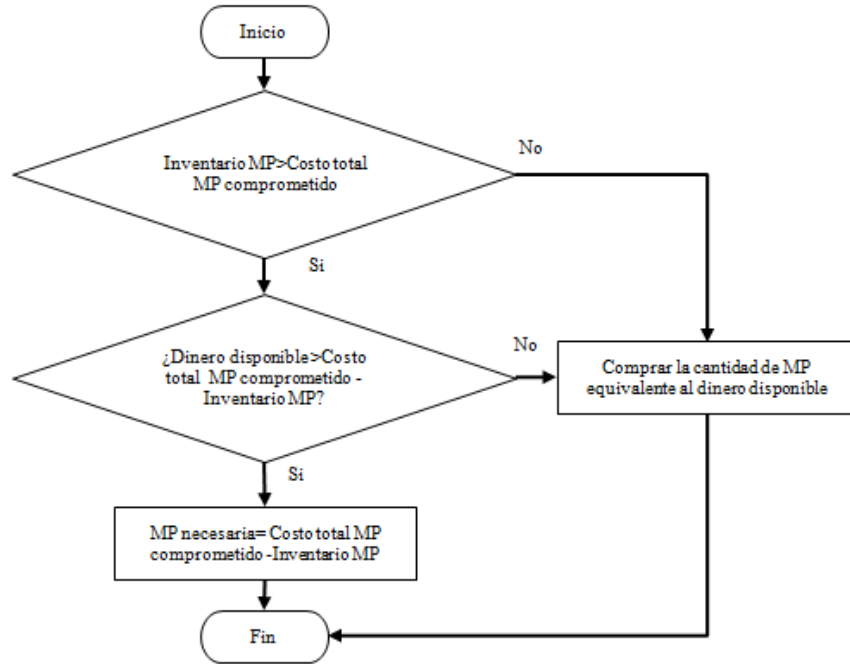 Inicio
Inventario MP>Costo total
MP comprometido
No
Si
¿Dinero disponible>Costo
total MP comprometido -
Inventario MP?
No
Comprar la cantidad de MP
equivalente al dinero disponible
Si
MP necesaria= Costo total MP
comprometido -Inventario MP
Fin